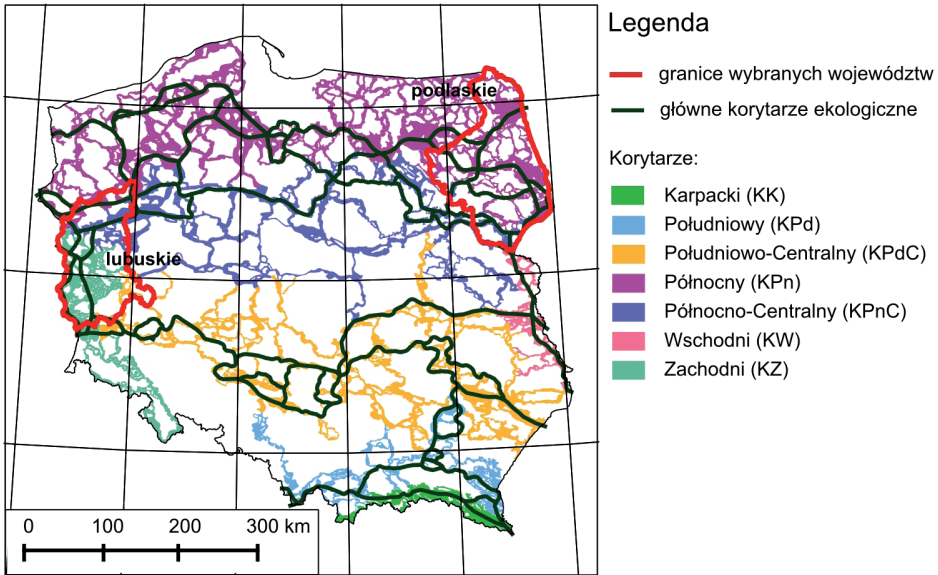 Legenda
podlaskie
granice wybranych województw
główne korytarze ekologiczne
Korytarze:
Karpacki (KK)
Południowy (KPd)
lubuskie
Południowo-Centralny (KPdC)
Północny (KPn)
Północno-Centralny (KPnC)
Wschodni (KW)
Zachodni (KZ)
0 100 200 300 km